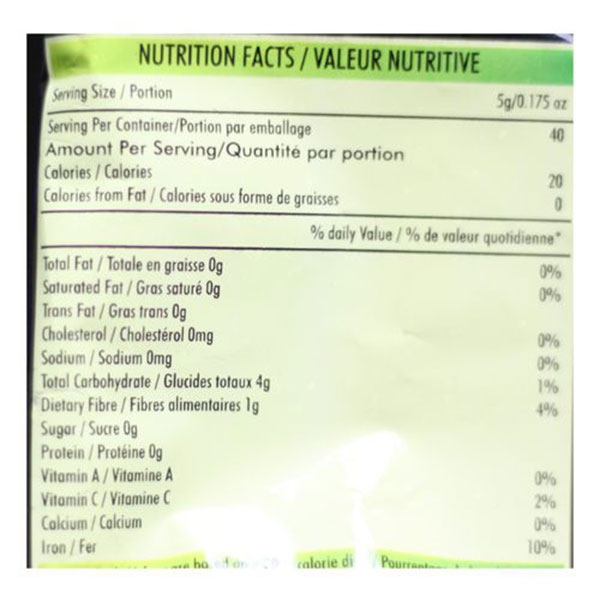 NUTRITION FACTS / VALEUR NUTRITIVE
Serving Size / Portion 5g/0.175 oz
Serving Per Container/Portion par emballage 40
Amount Per Serving/Quantité par portion
Calories / Calories 20
Calories from Fat / Calories sous forme de graisses 0
% daily Value / % de valeur quotidienne*
Total Fat / Totale en graisse 0g 0%
Saturated Fat / Gras saturé 0g 0%
Trans Fat / Gras trans 0g
Cholesterol / Cholestérol 0mg 0%
Sodium / Sodium 0mg 0%
Total Carbohydrate / Glucides totaux 4g 1%
Dietary Fibre / Fibres alimentaires 1g 4%
Sugar / Sucre 0g
Protein / Protéine 0g
Vitamin A / Vitamine A 0%
Vitamin C / Vitamine C 2%
Calcium / Calcium 0%
Iron / Fer 10%